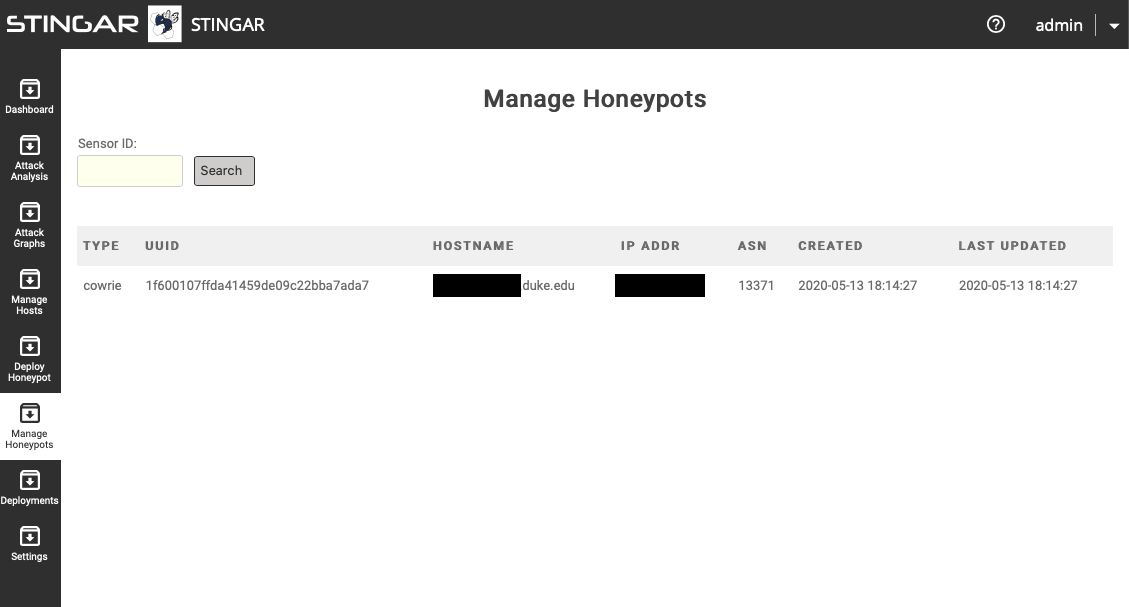 STINGAR STINGAR admin
Dashboard
Attack
Analysis
Attack
Graphs
Manage
Hosts
Deploy
Honeypot
Manage
Honeypots
Deployments
Settings
Manage Honeypots
Sensor ID:
Search
TYPE UUID HOSTNAME IP ADDR ASN CREATED LAST UPDATED
cowrie 1f600107ffda41459de09c22bba7ada7 .duke.edu 13371 2020-05-13 18:14:27 2020-05-13 18:14:27